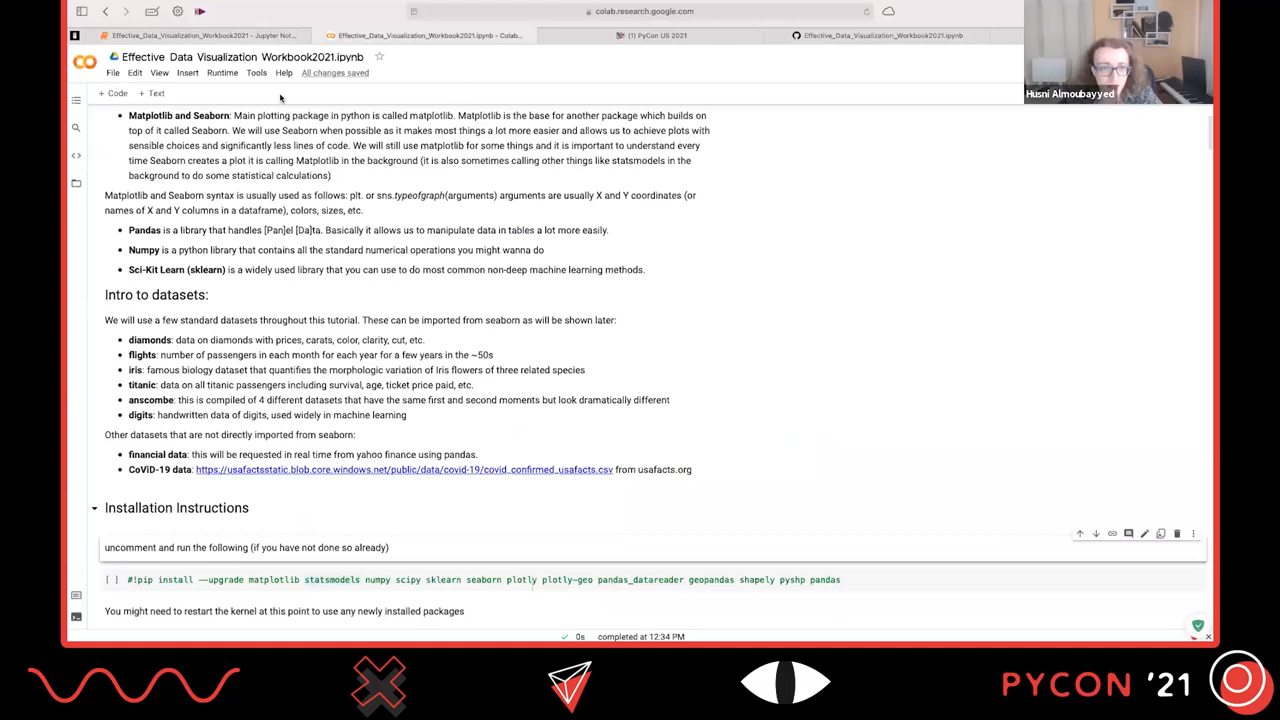 colab.research.google.com
Effective_Data_Visualization_Workbook2021 - Jupyter Not...
Effective_Data_Visualization_Workbook2021.ipynb - Colab...
(1) PyCon US 2021
Effective_Data_Visualization_Workbook2021.ipynb
Effective_Data_Visualization_Workbook2021.ipynb
File Edit View Insert Runtime Tools Help All changes saved
+ Code + Text
Husni Almoubayyed
Matplotlib and Seaborn: Main plotting package in python is called matplotlib. Matplotlib is the base for another package which builds on
top of it called Seaborn. We will use Seaborn when possible as it makes most things a lot more easier and allows us to achieve plots with
sensible choices and significantly less lines of code. We will still use matplotlib for some things and it is important to understand every
time Seaborn creates a plot it is calling Matplotlib in the background (it is also sometimes calling other things like statsmodels in the
background to do some statistical calculations)
Matplotlib and Seaborn syntax is usually used as follows: plt. or sns.typeofgraph(arguments) arguments are usually X and Y coordinates (or
names of X and Y columns in a dataframe), colors, sizes, etc.
Pandas is a library that handles [Pan]el [Da]ta. Basically it allows us to manipulate data in tables a lot more easily.
Numpy is a python library that contains all the standard numerical operations you might wanna do
Sci-Kit Learn (sklearn) is a widely used library that you can use to do most common non-deep machine learning methods.
Intro to datasets:
We will use a few standard datasets throughout this tutorial. These can be imported from seaborn as will be shown later:
diamonds: data on diamonds with prices, carats, color, clarity, cut, etc.
flights: number of passengers in each month for each year for a few years in the ~50s
iris: famous biology dataset that quantifies the morphologic variation of Iris flowers of three related species
titanic: data on all titanic passengers including survival, age, ticket price paid, etc.
anscombe: this is compiled of 4 different datasets that have the same first and second moments but look dramatically different
digits: handwritten data of digits, used widely in machine learning
Other datasets that are not directly imported from seaborn:
financial data: this will be requested in real time from yahoo finance using pandas.
CoViD-19 data: https://usafactsstatic.blob.core.windows.net/public/data/covid-19/covid_confirmed_usafacts.csv from usafacts.org
Installation Instructions
uncomment and run the following (if you have not done so already)
[ ] #!pip install --upgrade matplotlib statsmodels numpy scipy sklearn seaborn plotly plotly-geo pandas_datareader geopandas shapely pyshp pandas
You might need to restart the kernel at this point to use any newly installed packages
0s completed at 12:34 PM
PYCON '21